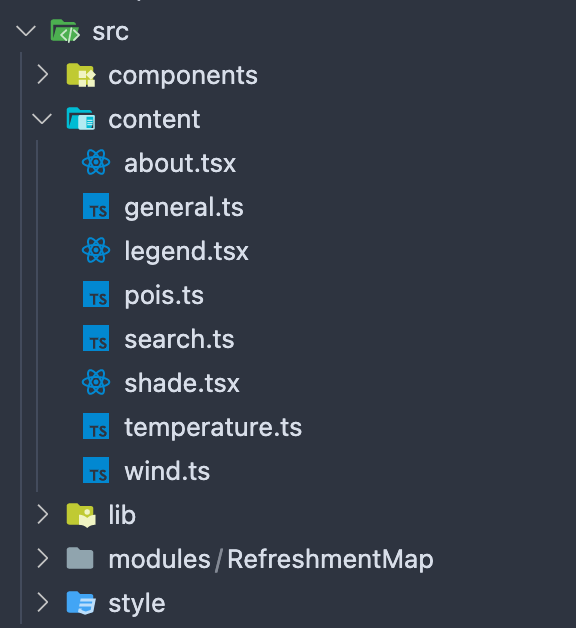 src
components
content
about.tsx
TS general.ts
legend.tsx
TS pois.ts
TS search.ts
shade.tsx
TS temperature.ts
TS wind.ts
lib
modules/RefreshmentMap
style